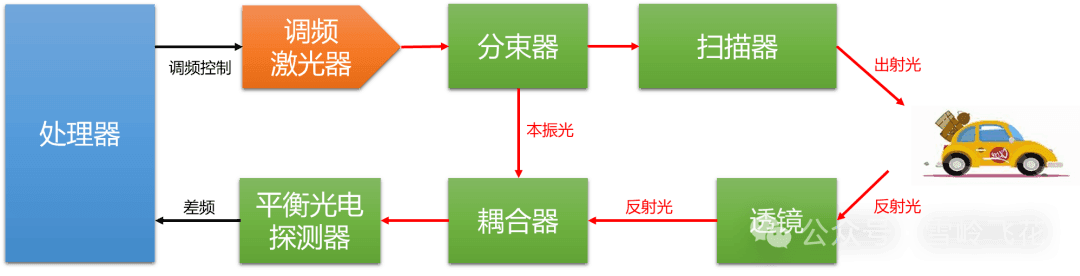 处理器
调频控制
调频
激光器
分束器
扫描器
出射光
本振光
差频
平衡光电
探测器
耦合器
反射光
透镜
反射光
公众号 雪岭飞花